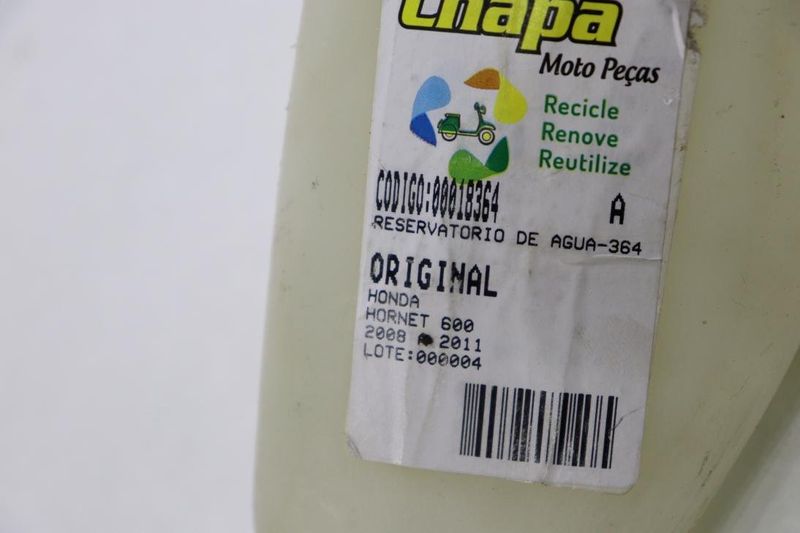 Chapa
Moto Peças
Recicle
Renove
Reutilize
CODIGO:00018364 A
RESERVATORIO DE AGUA-364
ORIGINAL
HONDA
HORNET 600
2008 A 2011
LOTE:000004